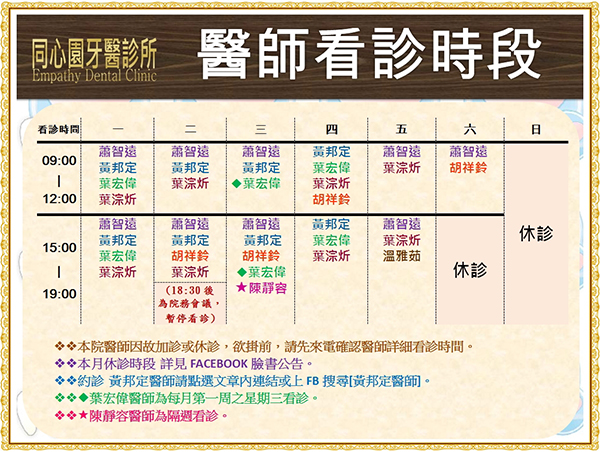 同心園牙醫診所
Empathy Dental Clinic
醫師看診時段
看診時間 一 二 三 四 五 六 日
09:00
|
12:00
蕭智遠 蕭智遠 蕭智遠 黃邦定 蕭智遠 蕭智遠
黃邦定 黃邦定 黃邦定 葉宏偉 葉淙炘 胡祥鈴
葉宏偉 葉淙炘 ◆葉宏偉 葉淙炘
葉淙炘 胡祥鈴
15:00
|
19:00
蕭智遠 蕭智遠 蕭智遠 黃邦定 蕭智遠
黃邦定 黃邦定 黃邦定 葉宏偉 葉淙炘
葉宏偉 胡祥鈴 胡祥鈴 葉淙炘 溫雅茹
葉淙炘 葉淙炘 ◆葉宏偉
★陳靜容
(18:30 後
為院務會議，
暫停看診)
休診
休診
❖❖本院醫師因故加診或休診，欲掛前，請先來電確認醫師詳細看診時間。
❖❖本月休診時段 詳見 FACEBOOK 臉書公告。
❖❖約診 黃邦定醫師請點選文章內連結或上 FB 搜尋[黃邦定醫師]。
❖❖◆葉宏偉醫師為每月第一周之星期三看診。
❖❖★陳靜容醫師為隔週看診。